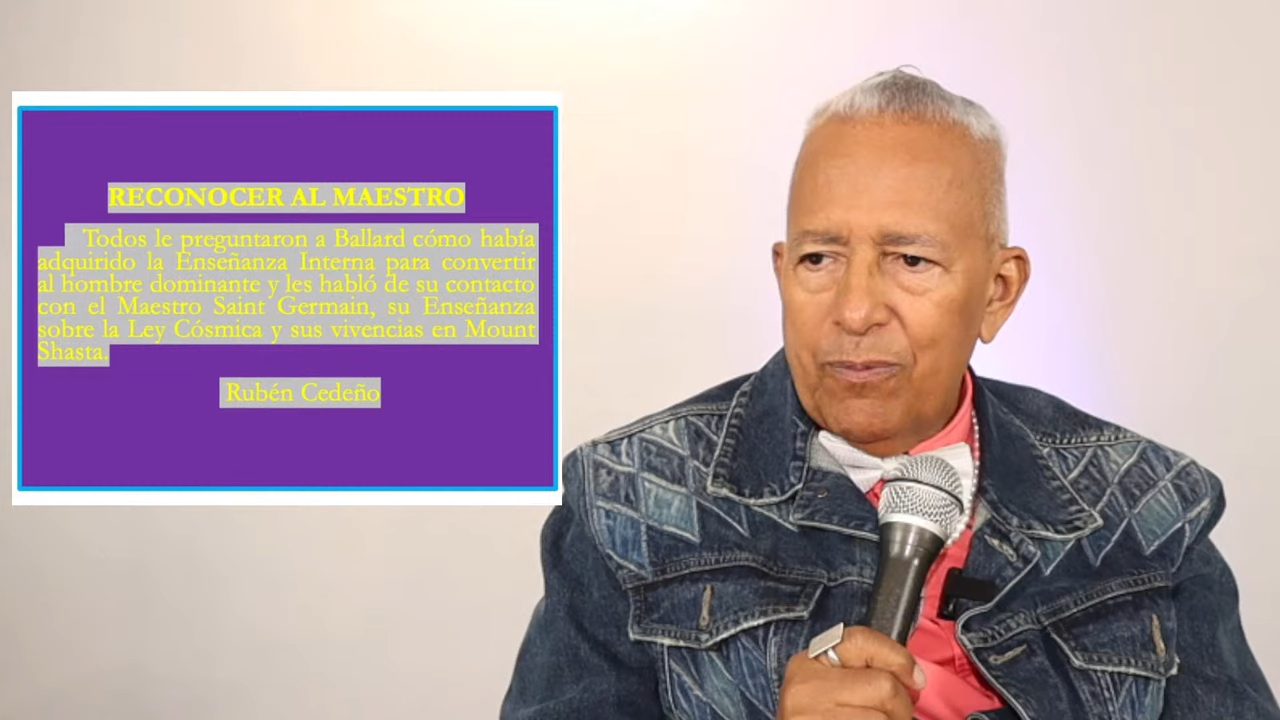 RECONOCER AL MAESTRO
Todos le preguntaron a Ballard cómo había
adquirido la Enseñanza Interna para convertir
al hombre dominante y les habló de su contacto
con el Maestro Saint Germain, su Enseñanza
sobre la Ley Cósmica y sus vivencias en Mount
Shasta.
Rubén Cedeño